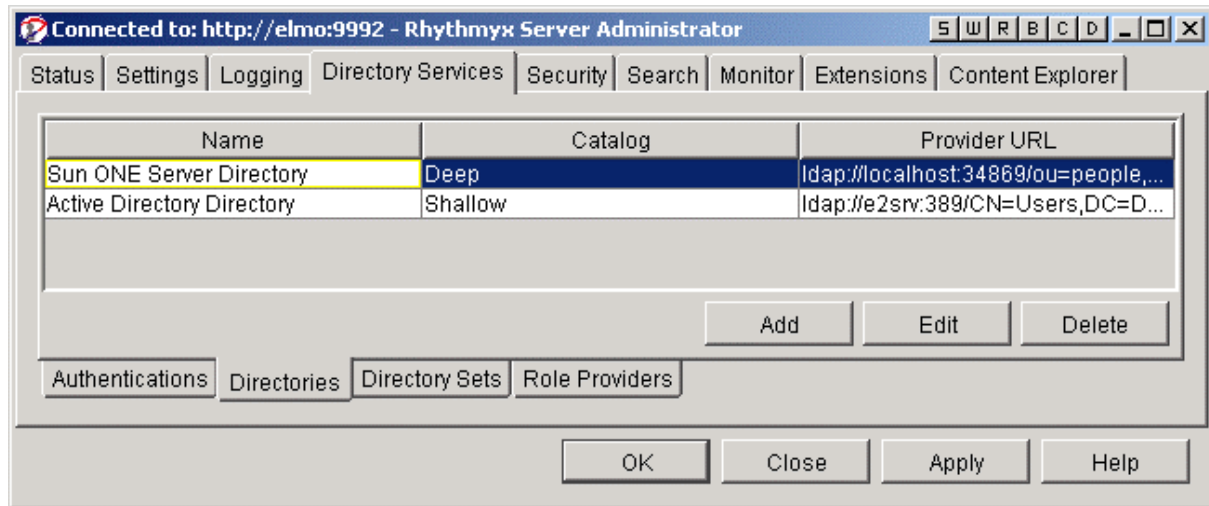 Connected to: http://elmo:9992 - Rhythmyx Server Administrator S W R B C D
Status Settings Logging Directory Services Security Search Monitor Extensions Content Explorer
Name Catalog Provider URL
Sun ONE Server Directory Deep ldap://localhost:34869/ou=people,...
Active Directory Directory Shallow ldap://e2srv:389/CN=Users,DC=D...
Add Edit Delete
Authentications Directories Directory Sets Role Providers
OK Close Apply Help